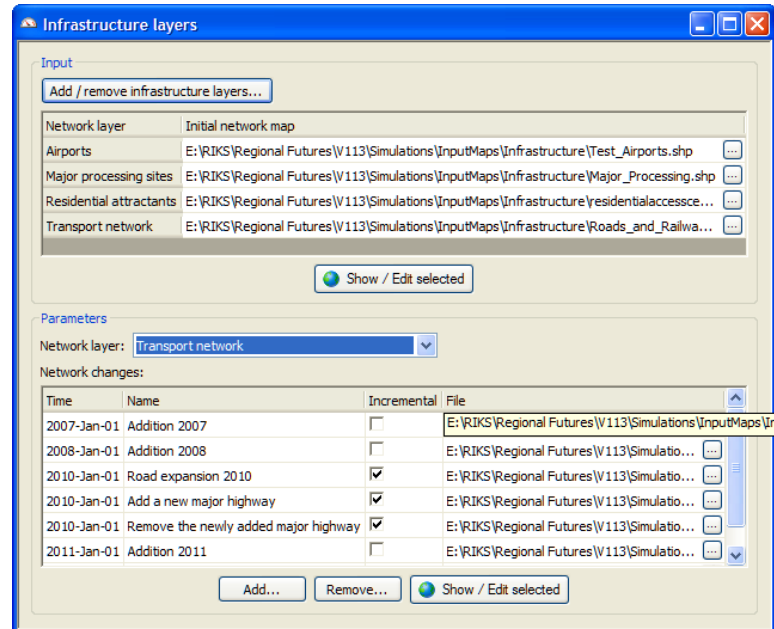 Infrastructure layers
Input
Add / remove infrastructure layers...
Network layer Initial network map
Airports E:\RIKS\Regional Futures\V113\Simulations\InputMaps\Infrastructure\Test_Airports.shp ...
Major processing sites E:\RIKS\Regional Futures\V113\Simulations\InputMaps\Infrastructure\Major_Processing.shp ...
Residential attractants E:\RIKS\Regional Futures\V113\Simulations\InputMaps\Infrastructure\residentialaccessce... ...
Transport network E:\RIKS\Regional Futures\V113\Simulations\InputMaps\Infrastructure\Roads_and_Railwa... ...
Show / Edit selected
Parameters
Network layer: Transport network
Network changes:
Time Name Incremental File
2007-Jan-01 Addition 2007 E:\RIKS\Regional Futures\V113\Simulations\InputMaps\In
2008-Jan-01 Addition 2008 E:\RIKS\Regional Futures\V113\Simulatio... ...
2010-Jan-01 Road expansion 2010 E:\RIKS\Regional Futures\V113\Simulatio... ...
2010-Jan-01 Add a new major highway E:\RIKS\Regional Futures\V113\Simulatio... ...
2010-Jan-01 Remove the newly added major highway E:\RIKS\Regional Futures\V113\Simulatio... ...
2011-Jan-01 Addition 2011 E:\RIKS\Regional Futures\V113\Simulatio... ...
Add... Remove... Show / Edit selected